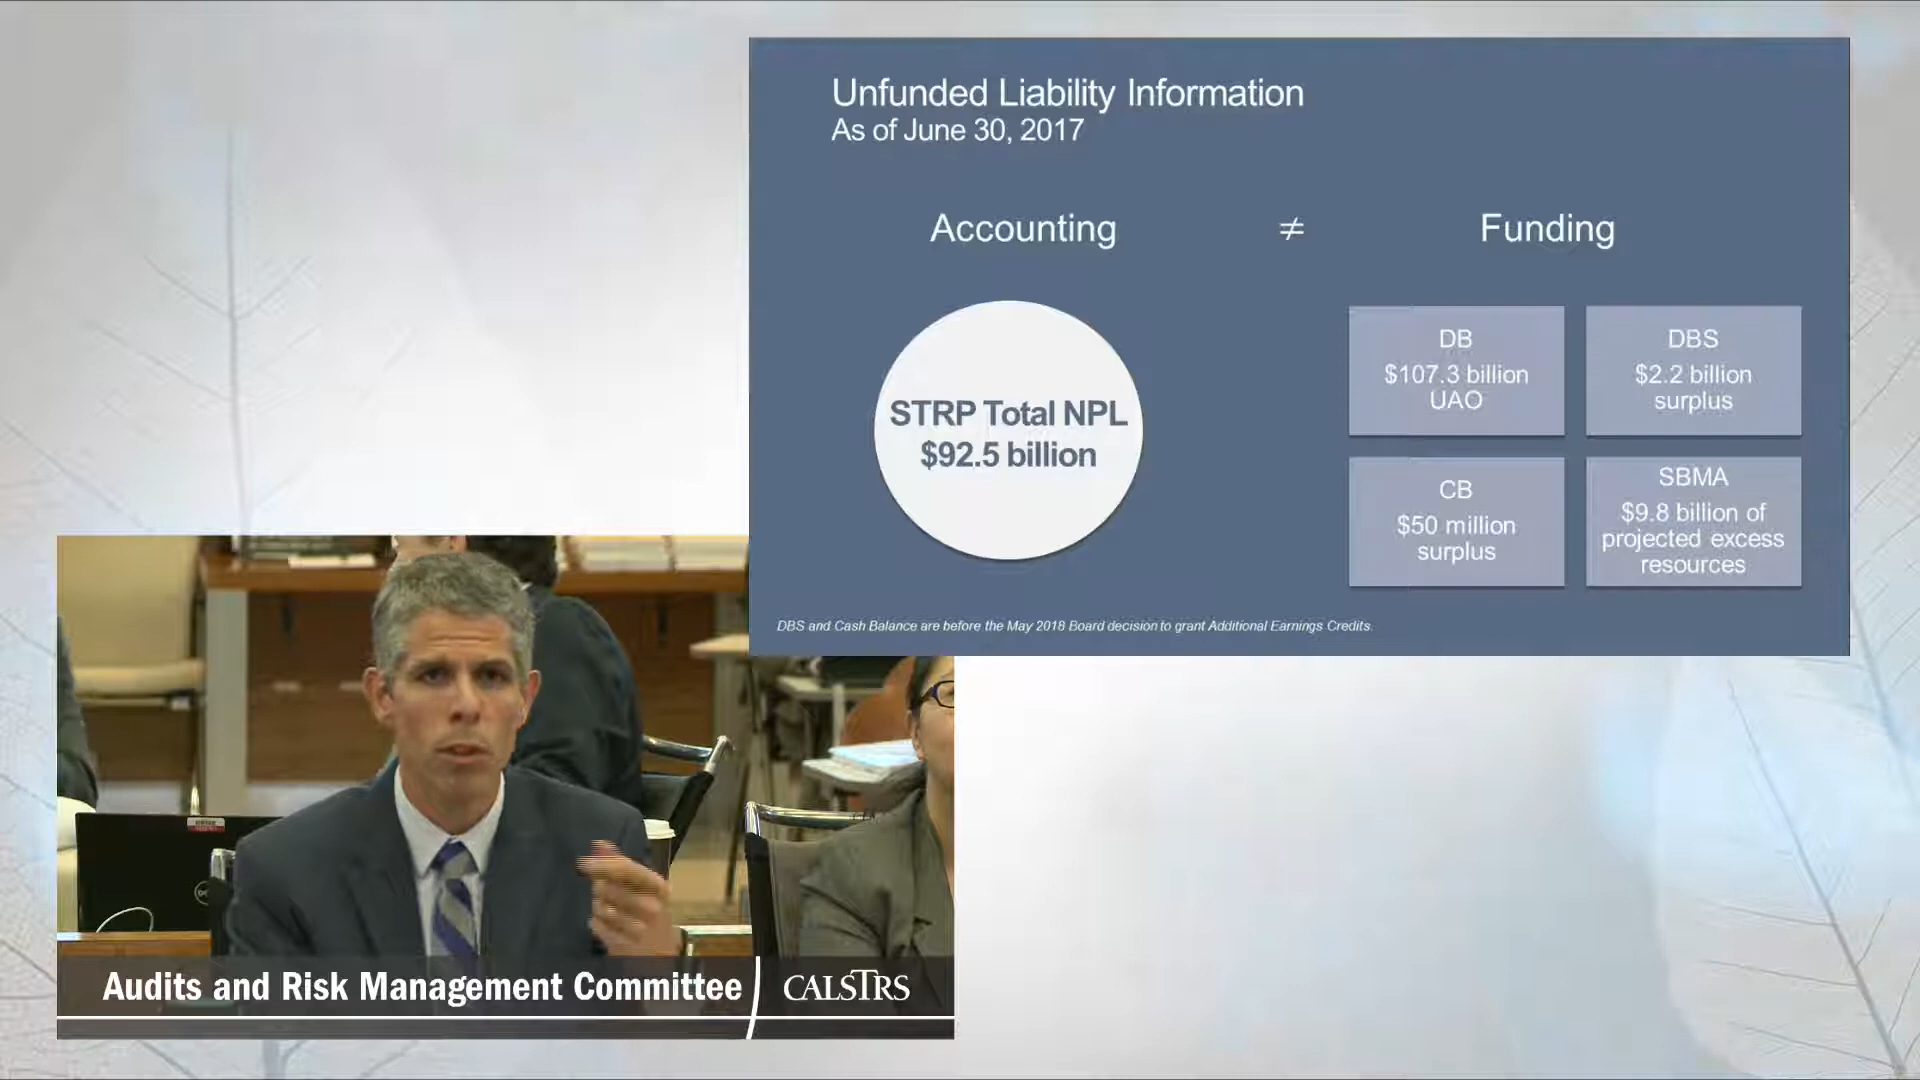 Unfunded Liability Information
As of June 30, 2017
Accounting
≠
Funding
STRP Total NPL
$92.5 billion
DB
$107.3 billion
UAO
DBS
$2.2 billion
surplus
CB
$50 million
surplus
SBMA
$9.8 billion of
projected excess
resources
DBS and Cash Balance are before the May 2018 Board decision to grant Additional Earnings Credits.
Audits and Risk Management Committee
CALSTRS